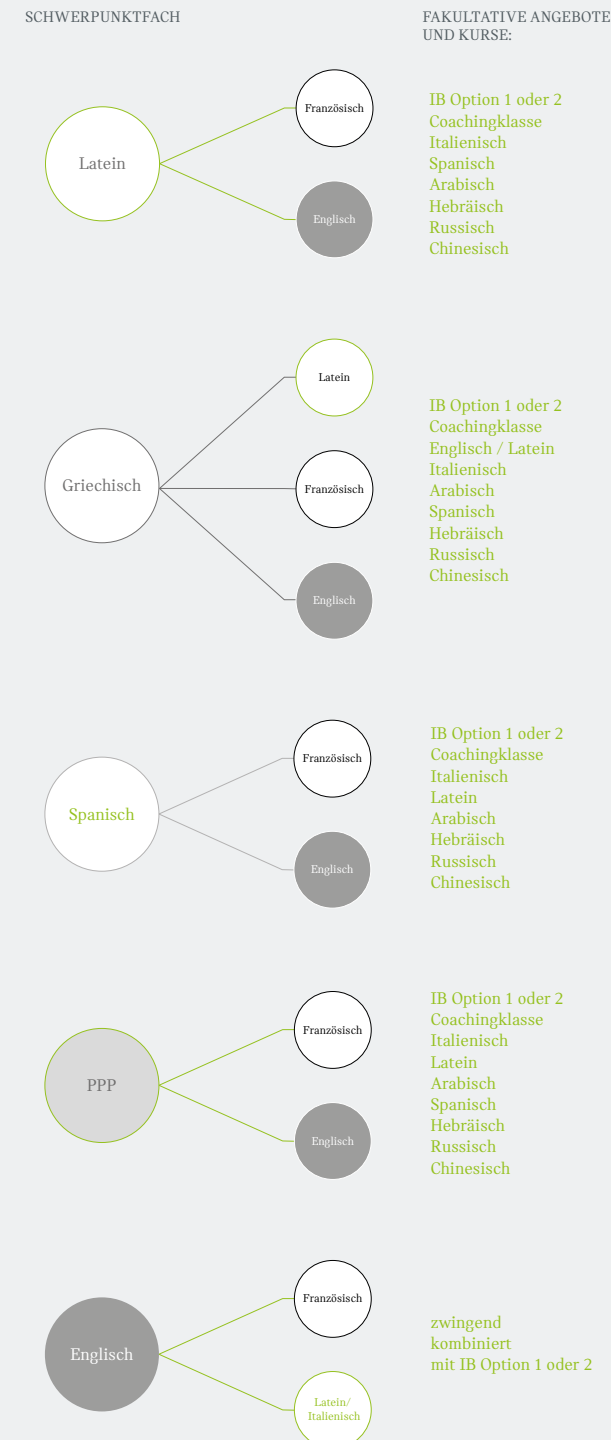 SCHWERPUNKTFACH
FAKULTATIVE ANGEBOTE
UND KURSE:
Latein
Französisch
Englisch
IB Option 1 oder 2
Coachingklasse
Italienisch
Spanisch
Arabisch
Hebräisch
Russisch
Chinesisch
Griechisch
Latein
Französisch
Englisch
IB Option 1 oder 2
Coachingklasse
Englisch / Latein
Italienisch
Arabisch
Spanisch
Hebräisch
Russisch
Chinesisch
Spanisch
Französisch
Englisch
IB Option 1 oder 2
Coachingklasse
Italienisch
Latein
Arabisch
Hebräisch
Russisch
Chinesisch
PPP
Französisch
Englisch
IB Option 1 oder 2
Coachingklasse
Italienisch
Latein
Arabisch
Spanisch
Hebräisch
Russisch
Chinesisch
Englisch
Französisch
Latein/
Italienisch
zwingend
kombiniert
mit IB Option 1 oder 2